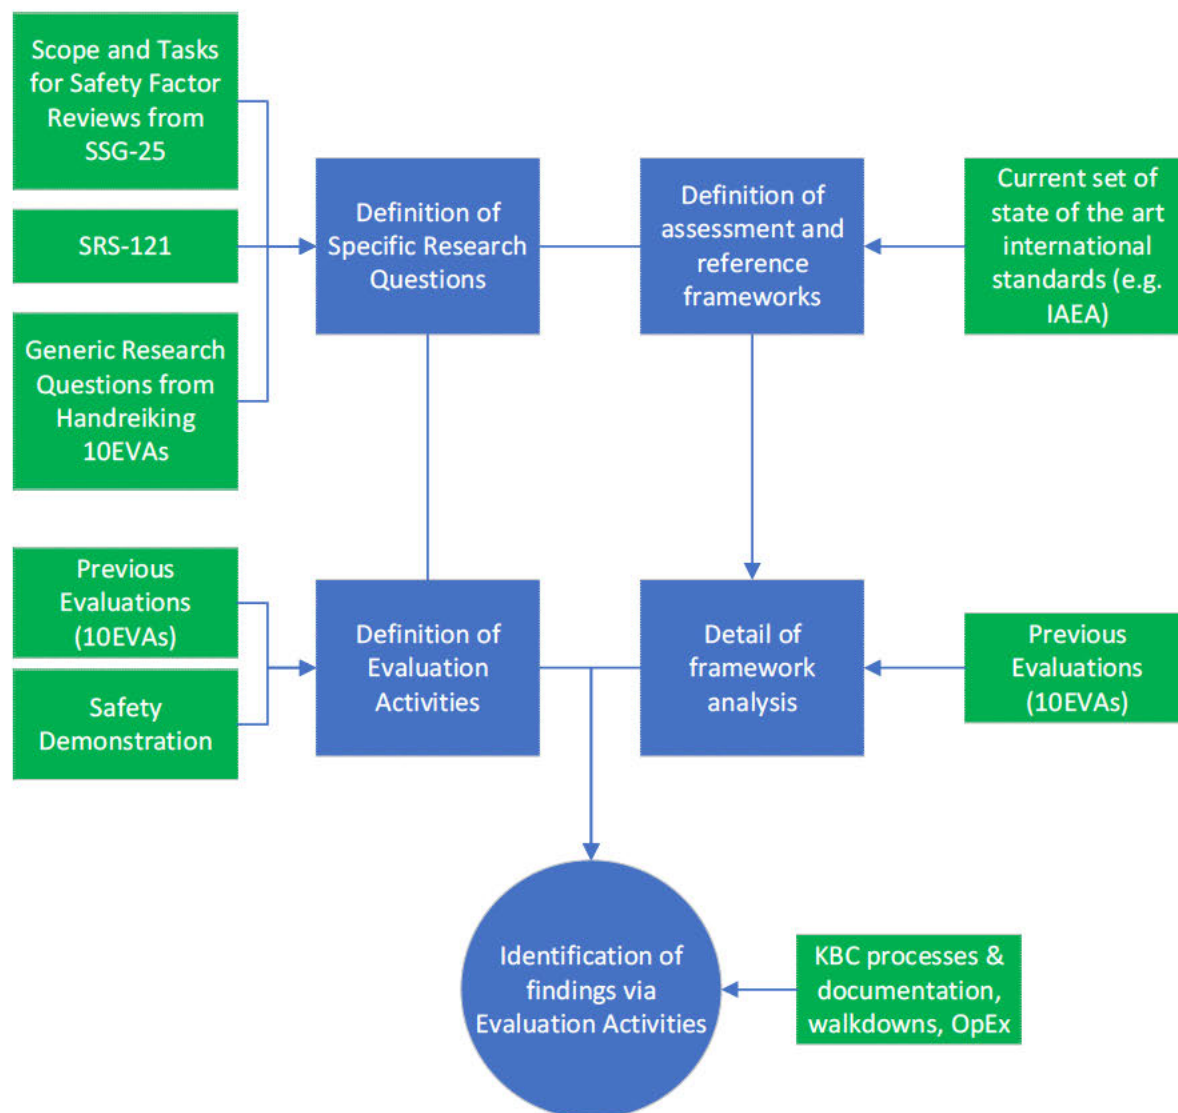 Scope and Tasks
for Safety Factor
Reviews from
SSG-25
SRS-121
Generic Research
Questions from
Handreiking
10EVAs
Definition of
Specific Research
Questions
Definition of
assessment and
reference
frameworks
Current set of
state of the art
international
standards (e.g.
IAEA)
Previous
Evaluations
(10EVAs)
Safety
Demonstration
Definition of
Evaluation
Activities
Detail of
framework
analysis
Previous
Evaluations
(10EVAs)
Identification of
findings via
Evaluation Activities
KBC processes &
documentation,
walkdowns, OpEx